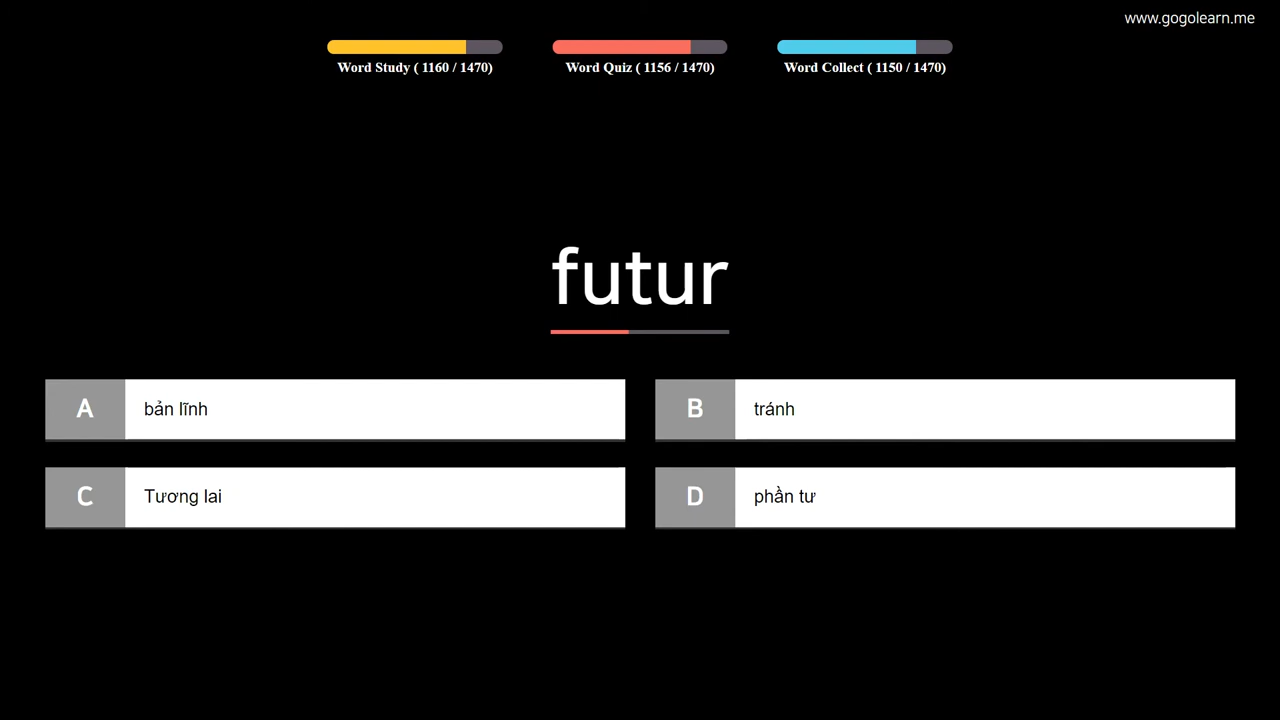 www.gogolearn.me
Word Study ( 1160 / 1470)
Word Quiz ( 1156 / 1470)
Word Collect ( 1150 / 1470)
futur
A bản lĩnh
B tránh
C Tương lai
D phần tư